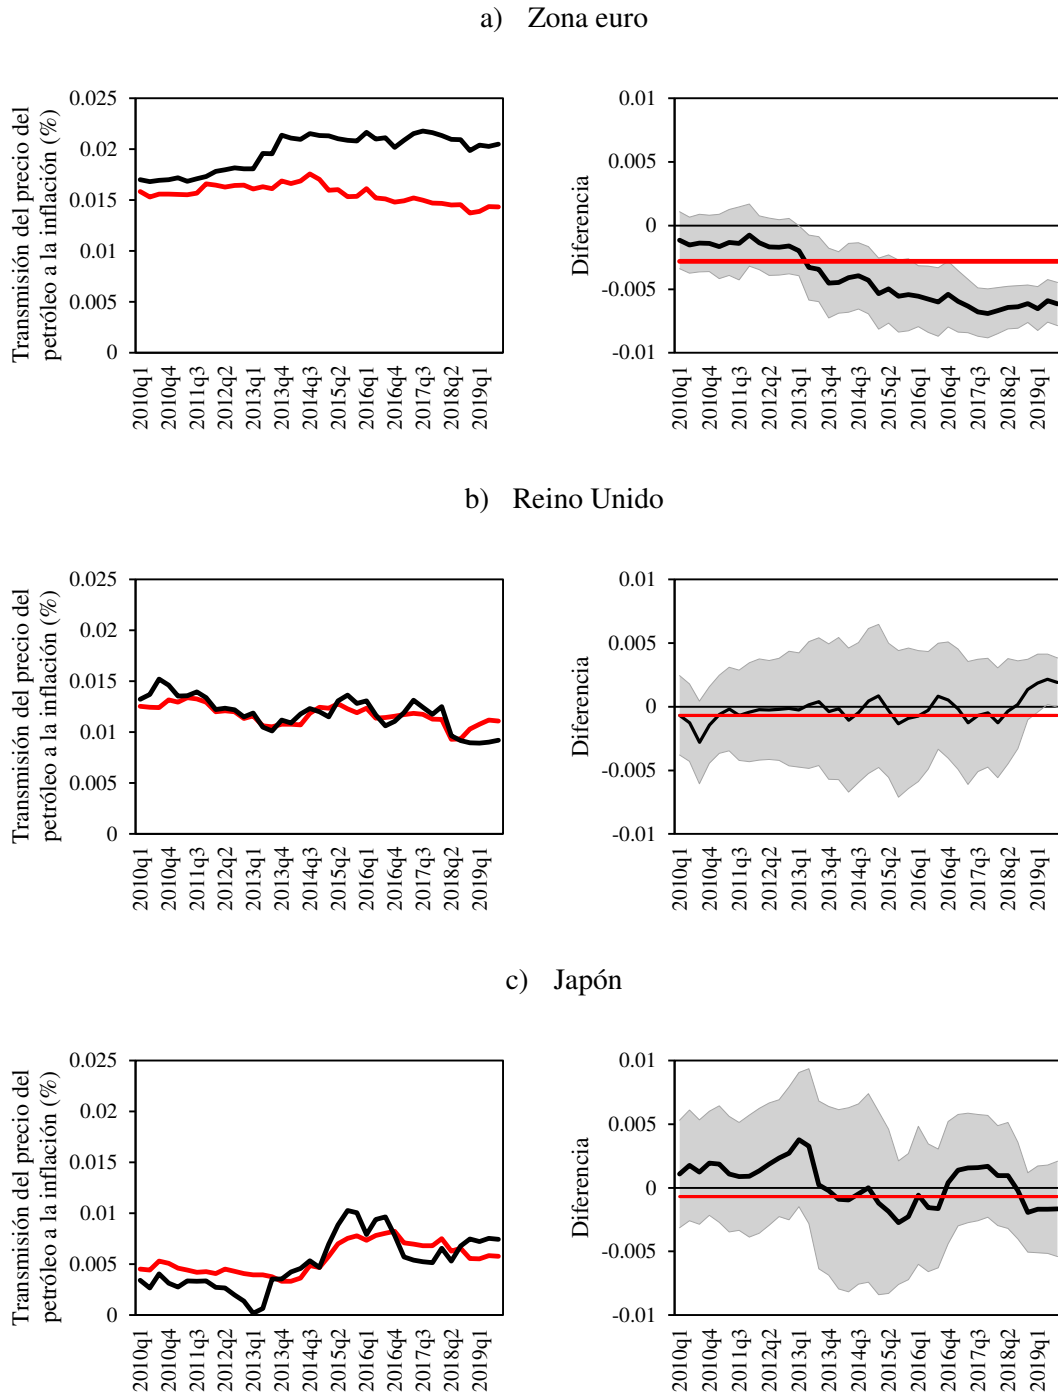 a) Zona euro
Transmisión del precio del
petróleo a la inflación (%)
0.025
0.02
0.015
0.01
0.005
0
2010q1
2010q4
2011q3
2012q2
2013q1
2013q4
2014q3
2015q2
2016q1
2016q4
2017q3
2018q2
2019q1
Diferencia
0.01
0.005
0
-0.005
-0.01
2010q1
2010q4
2011q3
2012q2
2013q1
2013q4
2014q3
2015q2
2016q1
2016q4
2017q3
2018q2
2019q1
b) Reino Unido
Transmisión del precio del
petróleo a la inflación (%)
0.025
0.02
0.015
0.01
0.005
0
2010q1
2010q4
2011q3
2012q2
2013q1
2013q4
2014q3
2015q2
2016q1
2016q4
2017q3
2018q2
2019q1
Diferencia
0.01
0.005
0
-0.005
-0.01
2010q1
2010q4
2011q3
2012q2
2013q1
2013q4
2014q3
2015q2
2016q1
2016q4
2017q3
2018q2
2019q1
c) Japón
Transmisión del precio del
petróleo a la inflación (%)
0.025
0.02
0.015
0.01
0.005
0
2010q1
2010q4
2011q3
2012q2
2013q1
2013q4
2014q3
2015q2
2016q1
2016q4
2017q3
2018q2
2019q1
Diferencia
0.01
0.005
0
-0.005
-0.01
2010q1
2010q4
2011q3
2012q2
2013q1
2013q4
2014q3
2015q2
2016q1
2016q4
2017q3
2018q2
2019q1